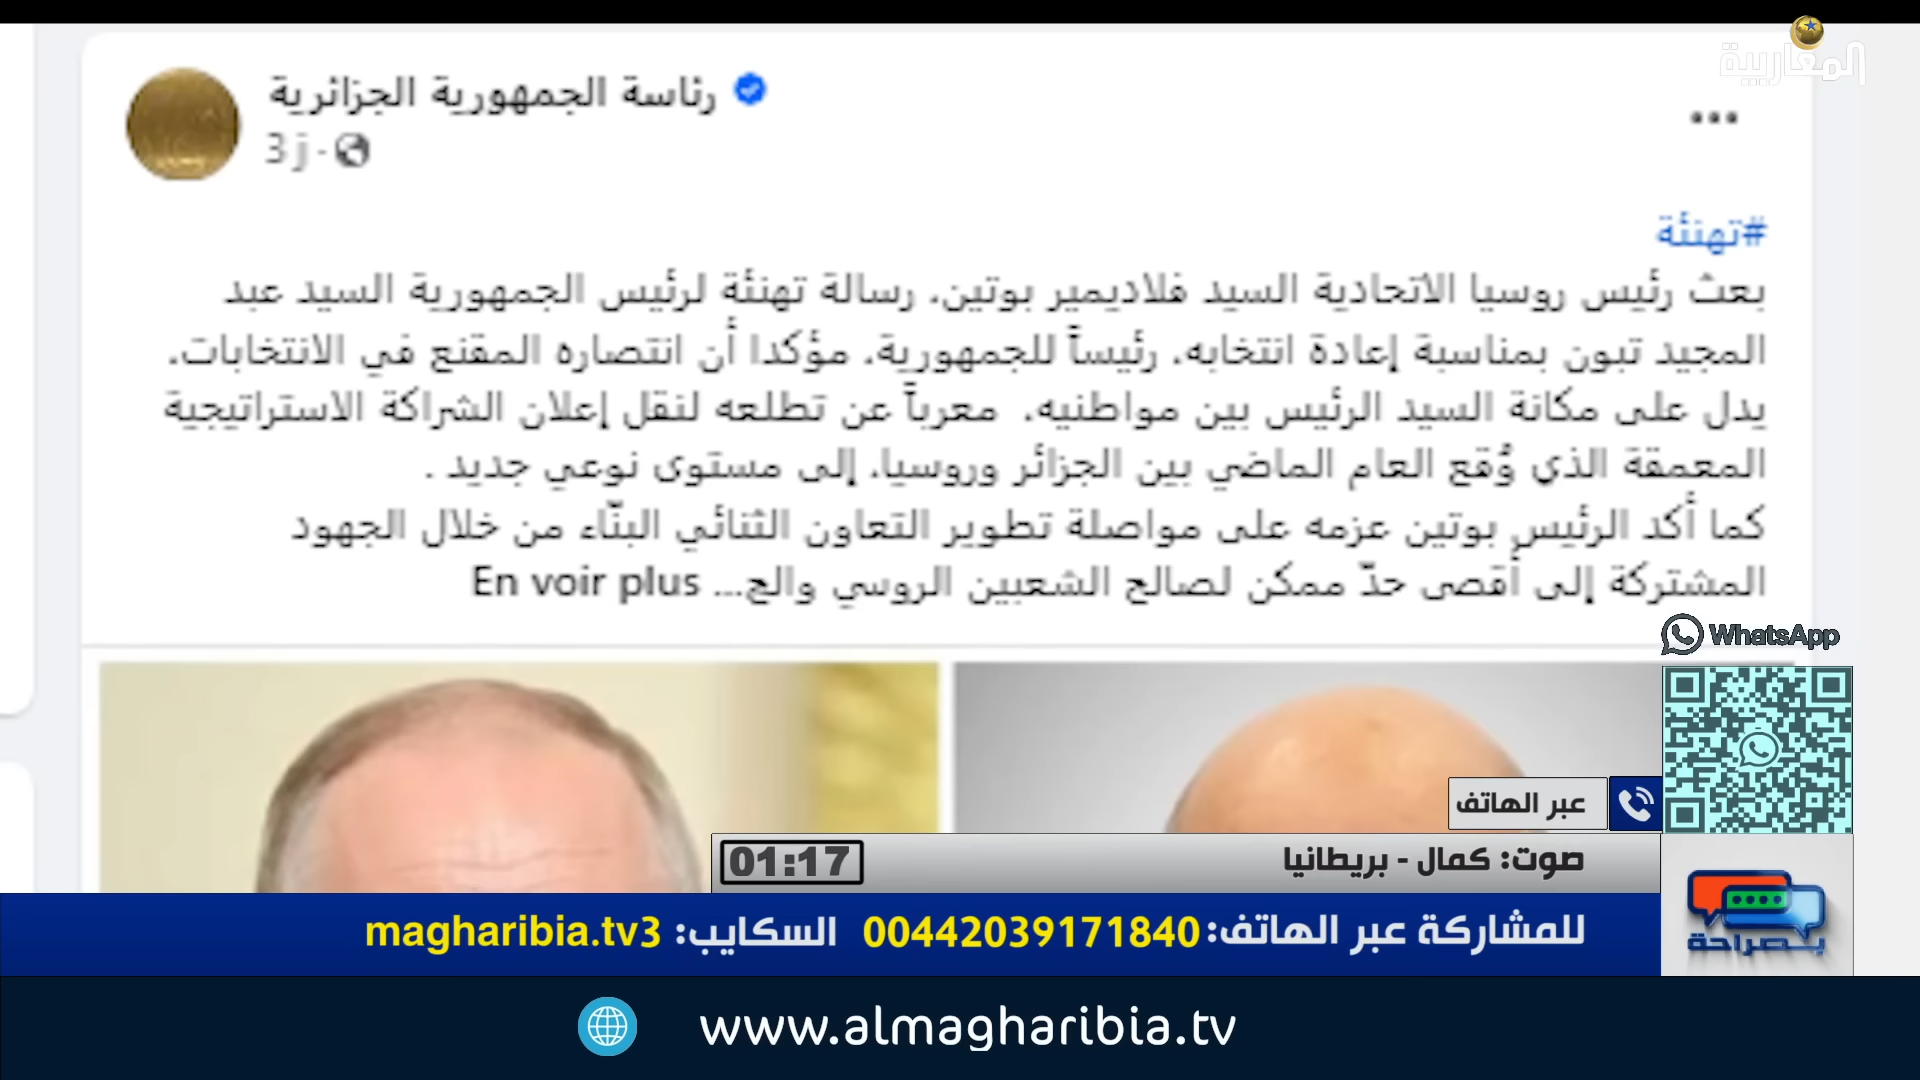 المغاربية
رئاسة الجمهورية الجزائرية
3 j ·
#تهنئة
بعث رئيس روسيا الاتحادية السيد فلاديمير بوتين، رسالة تهنئة لرئيس الجمهورية السيد عبد
المجيد تبون بمناسبة إعادة انتخابه، رئيساً للجمهورية، مؤكدا أن انتصاره المقنع في الانتخابات،
يدل على مكانة السيد الرئيس بين مواطنيه، معرباً عن تطلعه لنقل إعلان الشراكة الاستراتيجية
المعمقة الذي وُقع العام الماضي بين الجزائر وروسيا، إلى مستوى نوعي جديد .
كما أكد الرئيس بوتين عزمه على مواصلة تطوير التعاون الثنائي البنّاء من خلال الجهود
المشتركة إلى أقصى حدّ ممكن لصالح الشعبين الروسي والج... En voir plus
WhatsApp
عبر الهاتف
صوت: كمال - بريطانيا
01:17
للمشاركة عبر الهاتف: 00442039171840 السكايب: magharibia.tv3
بصراحة
www.almagharibia.tv